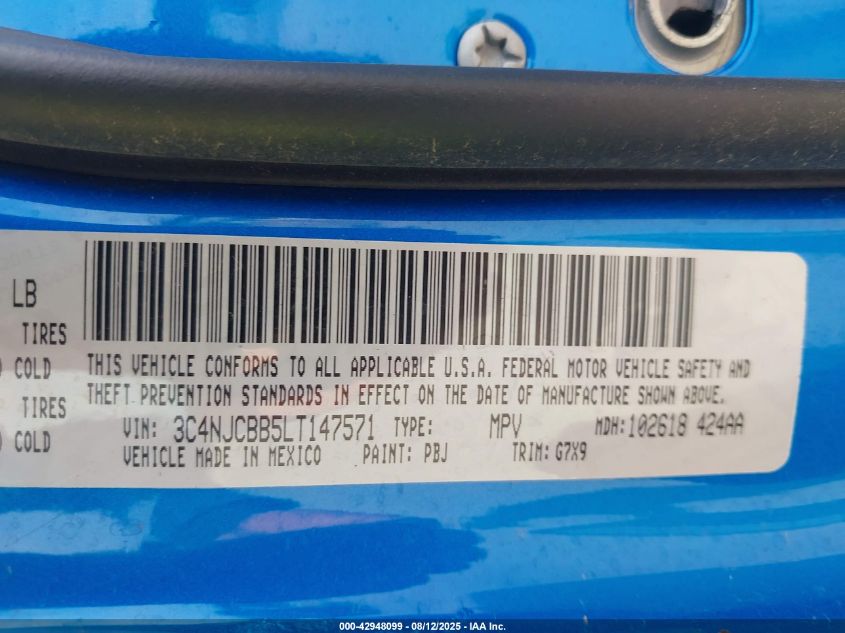 LB
TIRES
COLD
TIRES
COLD
THIS VEHICLE CONFORMS TO ALL APPLICABLE U.S.A. FEDERAL MOTOR VEHICLE SAFETY AND
THEFT PREVENTION STANDARDS IN EFFECT ON THE DATE OF MANUFACTURE SHOWN ABOVE.
VIN: 3C4NJCBB5LT147571 TYPE: MPV MDH:102618 424AA
VEHICLE MADE IN MEXICO PAINT: PBJ TRIM: G7X9
000-42948099 - 08/12/2025 - IAA Inc.